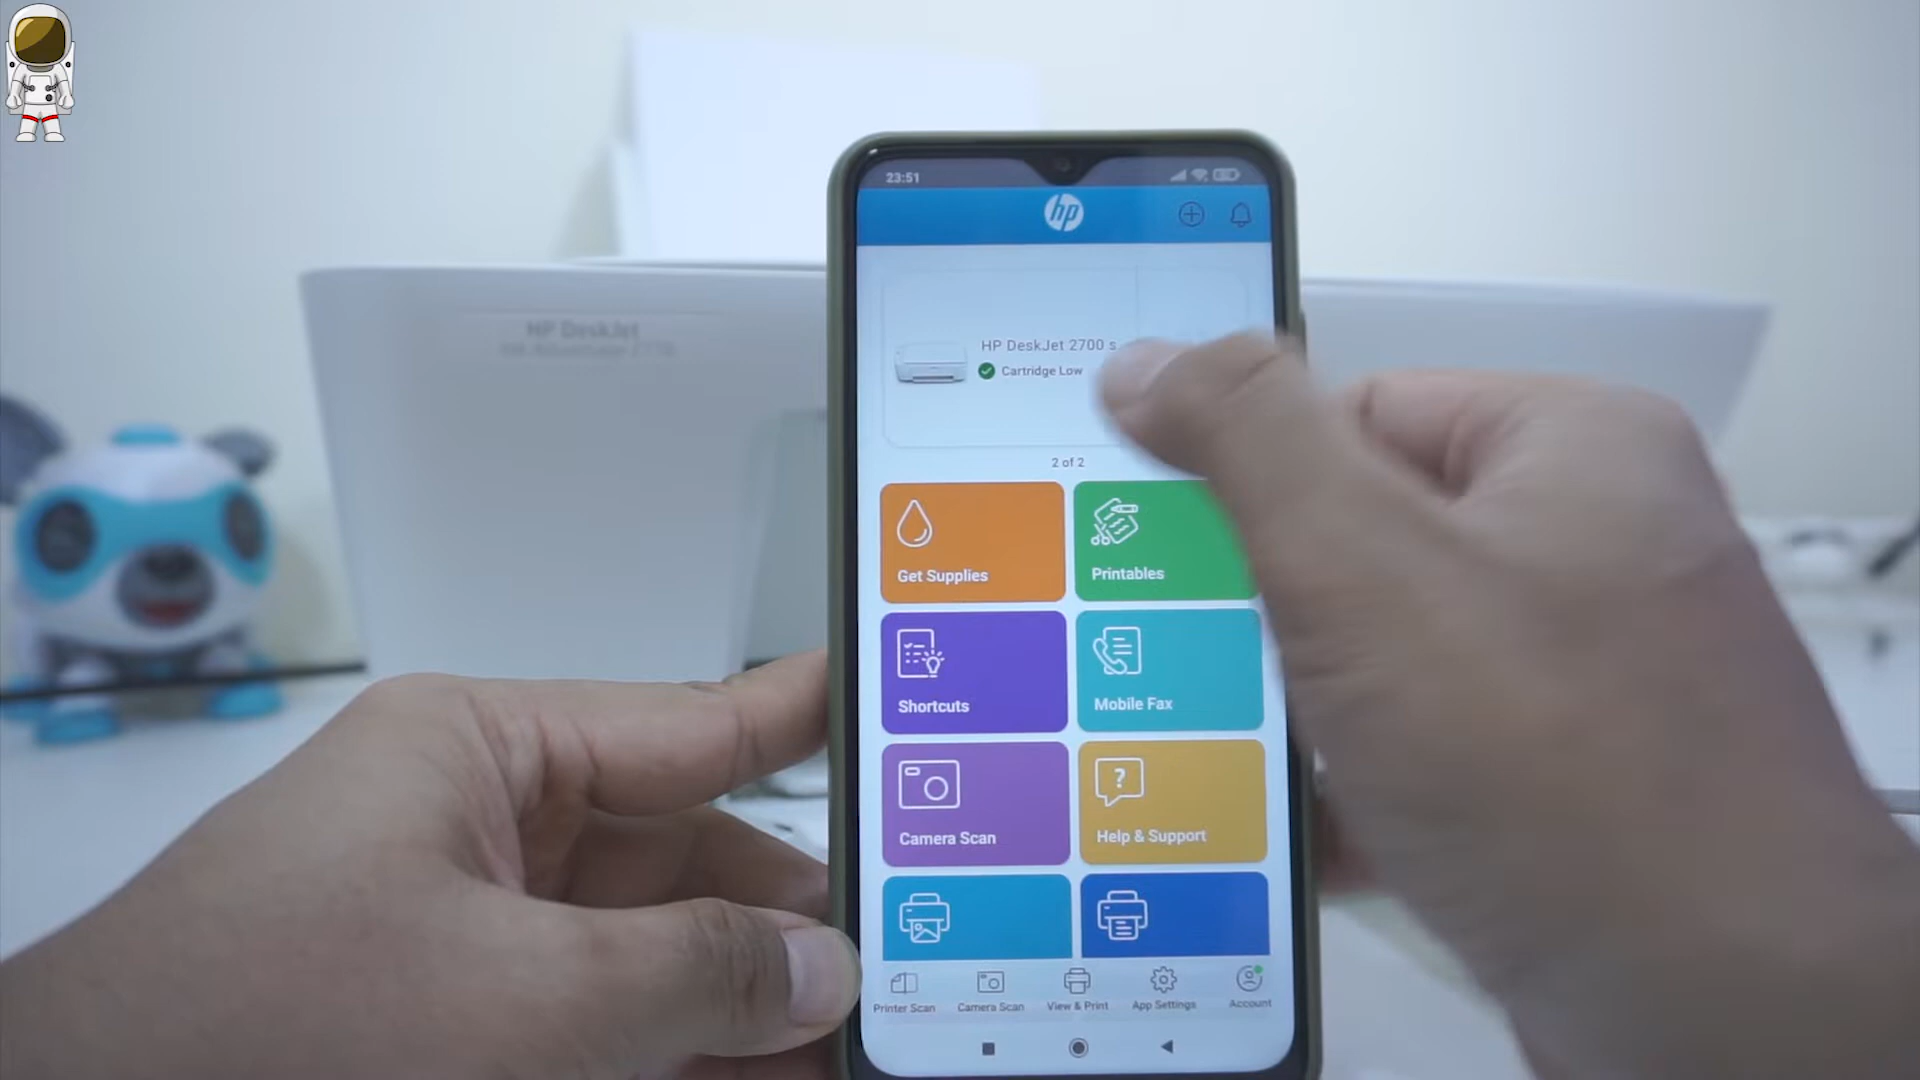 23:51
hp
HP DeskJet 2700 s
Cartridge Low
2 of 2
Get Supplies
Printables
Shortcuts
Mobile Fax
Camera Scan
Help & Support
Printer Scan
Camera Scan
View & Print
App Settings
Account
HP DeskJet